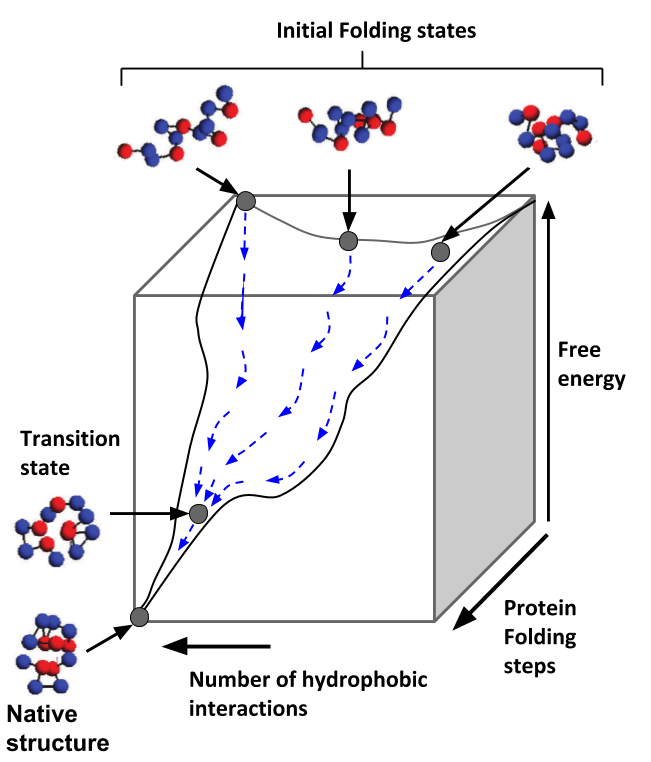 Initial Folding states
Free
energy
Transition
state
Protein
Folding
steps
Number of hydrophobic
interactions
Native
structure